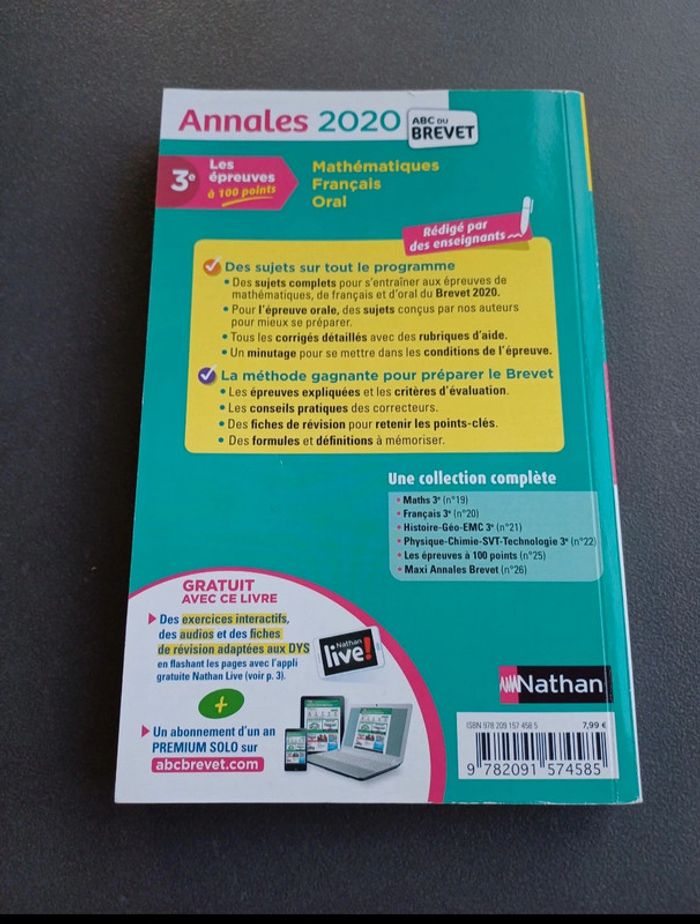 Annales 2020
ABC DU
BREVET
3e
Les
épreuves
à 100 points
Mathématiques
Français
Oral
Rédigé par
des enseignants
Des sujets sur tout le programme
• Des sujets complets pour s'entraîner aux épreuves de
mathématiques, de français et d'oral du Brevet 2020.
• Pour l'épreuve orale, des sujets conçus par nos auteurs
pour mieux se préparer.
• Tous les corrigés détaillés avec des rubriques d'aide.
• Un minutage pour se mettre dans les conditions de l'épreuve.
La méthode gagnante pour préparer le Brevet
• Les épreuves expliquées et les critères d'évaluation.
• Les conseils pratiques des correcteurs.
• Des fiches de révision pour retenir les points-clés.
• Des formules et définitions à mémoriser.
Une collection complète
• Maths 3e (n°19)
• Français 3e (n°20)
• Histoire-Géo-EMC 3e (n°21)
• Physique-Chimie-SVT-Technologie 3e (n°22)
• Les épreuves à 100 points (n°25)
• Maxi Annales Brevet (n°26)
GRATUIT
AVEC CE LIVRE
Des exercices interactifs,
des audios et des fiches
de révision adaptées aux DYS
en flashant les pages avec l'appli
gratuite Nathan Live (voir p. 3).
Nathan
live!
+
Un abonnement d'un an
PREMIUM SOLO sur
abcbrevet.com
Nathan
ISBN 978 209 157 458 5
7,99 €
9 782091 574585